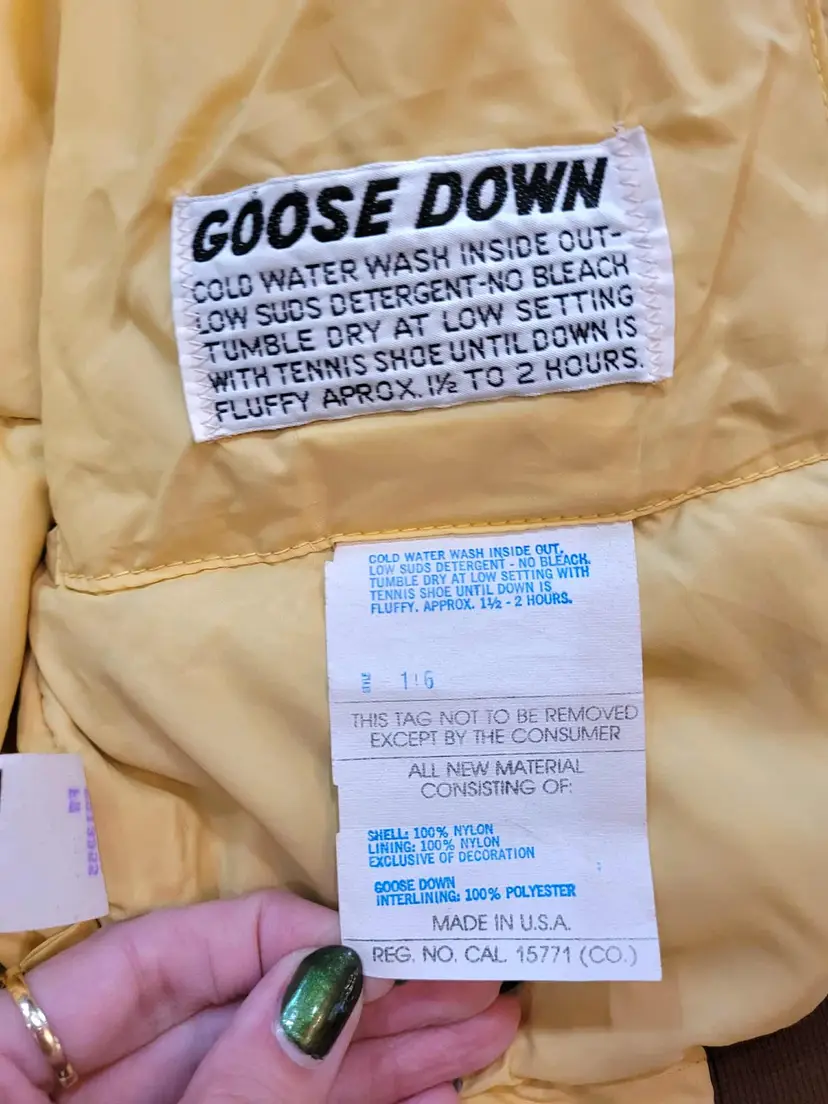 GOOSE DOWN
COLD WATER WASH INSIDE OUT-
LOW SUDS DETERGENT-NO BLEACH
TUMBLE DRY AT LOW SETTING
WITH TENNIS SHOE UNTIL DOWN IS
FLUFFY APROX. 1½ TO 2 HOURS.
COLD WATER WASH INSIDE OUT.
LOW SUDS DETERGENT - NO BLEACH.
TUMBLE DRY AT LOW SETTING WITH
TENNIS SHOE UNTIL DOWN IS
FLUFFY. APPROX. 1½ - 2 HOURS.
STYLE
THIS TAG NOT TO BE REMOVED
EXCEPT BY THE CONSUMER
ALL NEW MATERIAL
CONSISTING OF:
SHELL: 100% NYLON
LINING: 100% NYLON
EXCLUSIVE OF DECORATION
GOOSE DOWN
INTERLINING: 100% POLYESTER
MADE IN U.S.A.
REG. NO. CAL. 15771 (CO.)